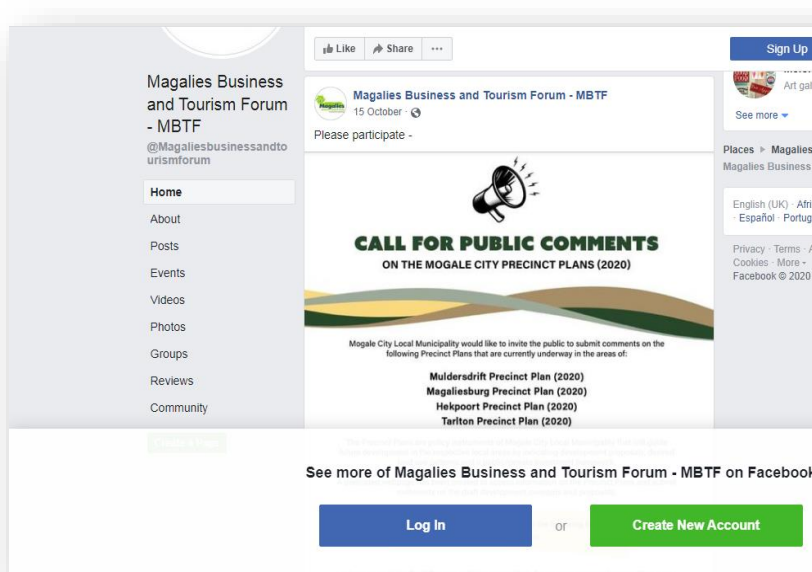 Like
Share
Sign Up
Magalies Business
and Tourism Forum
- MBTF
@Magaliesbusinessandto
urismforum
Home
About
Posts
Events
Videos
Photos
Groups
Reviews
Community
Magalies Business and Tourism Forum - MBTF
15 October ·
Please participate -
CALL FOR PUBLIC COMMENTS
ON THE MOGALE CITY PRECINCT PLANS (2020)
Mogale City Local Municipality would like to invite the public to submit comments on the
following Precinct Plans that are currently underway in the areas of:
Muldersdrift Precinct Plan (2020)
Magaliesburg Precinct Plan (2020)
Hekpoort Precinct Plan (2020)
Tarlton Precinct Plan (2020)
Art gal
See more
Places Magalies
Magalies Business
English (UK) · Afri
· Español · Portug
Privacy · Terms · A
Cookies · More
Facebook © 2020
See more of Magalies Business and Tourism Forum - MBTF on Facebook
Log In
or
Create New Account